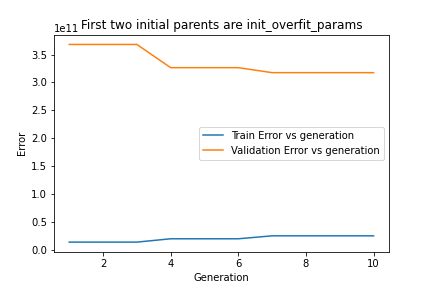 First two initial parents are init_overfit_params
1e11
3.5
3.0
2.5
2.0
1.5
1.0
0.5
0.0
Error
Train Error vs generation
Validation Error vs generation
2
4
6
8
10
Generation